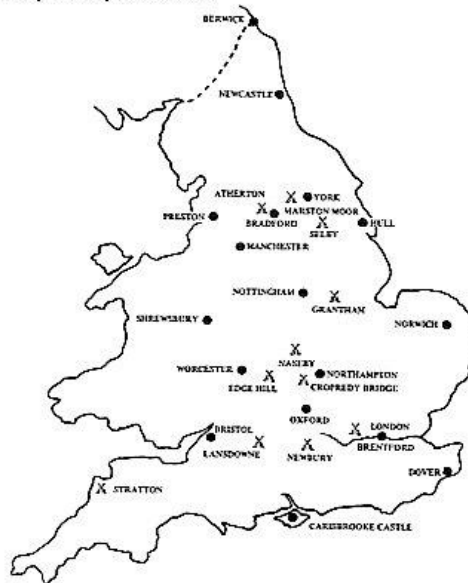 BERWICK
NEWCASTLE
ATHERTON
YORK
MARSTON MOOR
PRESTON
BRADFORD
SELBY
HULL
MANCHESTER
NOTTINGHAM
GRANTHAM
SHREWSBURY
NORWICH
NASEBY
WORCESTER
NORTHAMPTON
EDGE HILL
CROPREDY BRIDGE
OXFORD
BRISTOL
LONDON
LANSDOWNE
NEWBURY
BRENTFORD
DOVER
STRATTON
CARISBROOKE CASTLE